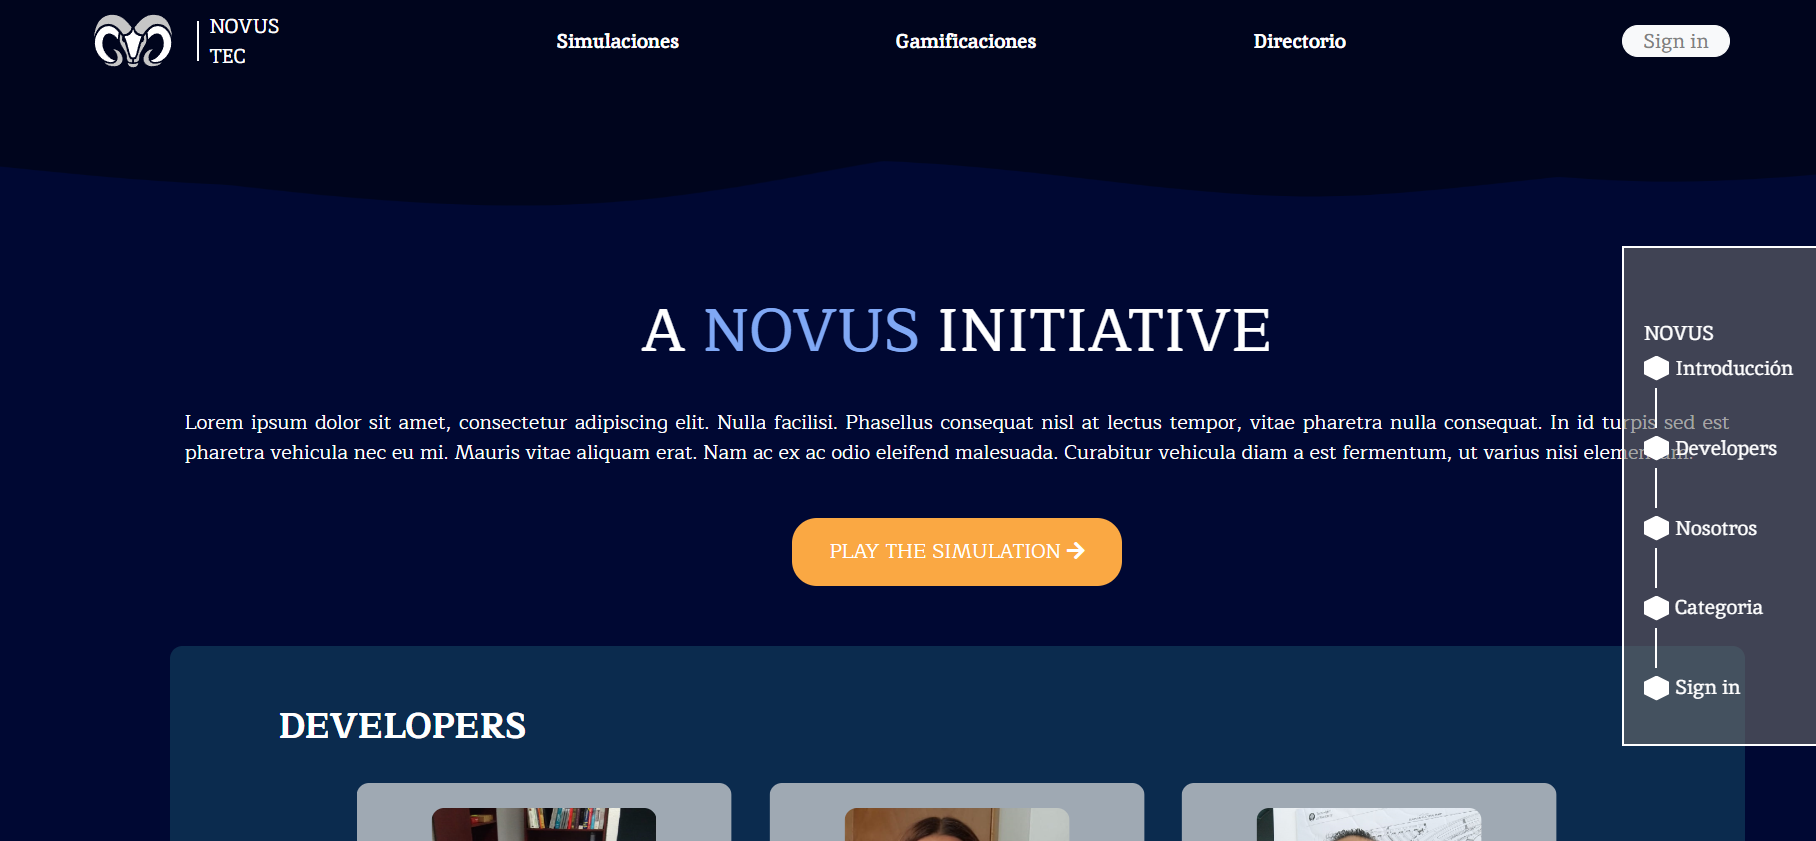 NOVUS
TEC
Simulaciones
Gamificaciones
Directorio
Sign in
A NOVUS INITIATIVE
Lorem ipsum dolor sit amet, consectetur adipiscing elit. Nulla facilisi. Phasellus consequat nisl at lectus tempor, vitae pharetra nulla consequat. In id turpis sed est
pharetra vehicula nec eu mi. Mauris vitae aliquam erat. Nam ac ex ac odio eleifend malesuada. Curabitur vehicula diam a est fermentum, ut varius nisi elementum.
PLAY THE SIMULATION
NOVUS
Introducción
Developers
Nosotros
Categoria
Sign in
DEVELOPERS